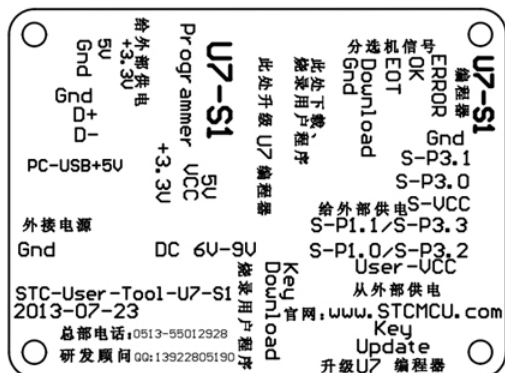 给外部供电
+3.3V
5V
Gnd
Gnd
D+
D-
PC-USB+5V
U7-S1
Programmer
5V
VCC
+3.3V
此处升级 U7 编程器
此处下载、
烧录用户程序
分选机信号
ERROR
OK
EOT
Download
Gnd
U7-S1
编程器
Gnd
S-P3.1
S-P3.0
S-VCC
给外部供电
S-P1.1/S-P3.3
S-P1.0/S-P3.2
User-VCC
从外部供电
外接电源
Gnd
DC 6V-9V
STC-User-Tool-U7-S1
2013-07-23
总部电话:0513-55012928
研发顾问QQ:13922805190
Key
Download
烧录用户程序
官网:www.STCMCU.com
Key
Update
升级U7 编程器